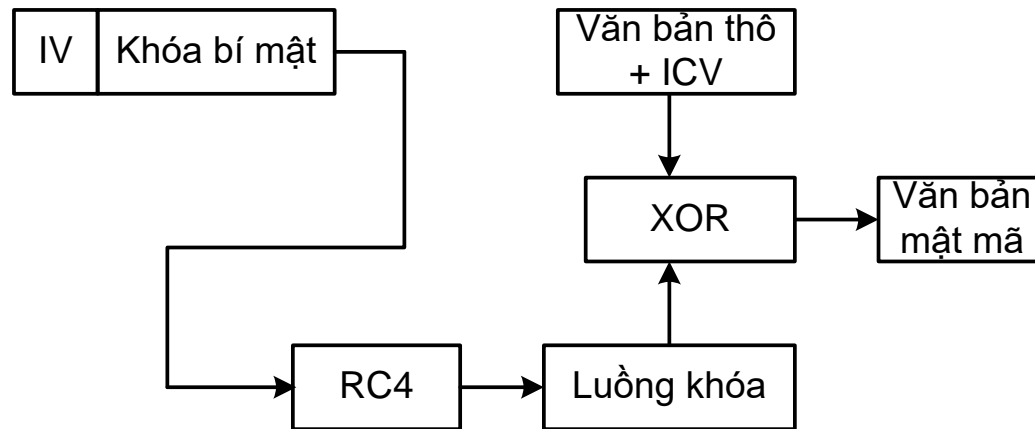 IV
Khóa bí mật
Văn bản thô
+ ICV
XOR
Văn bản
mật mã
RC4
Luồng khóa